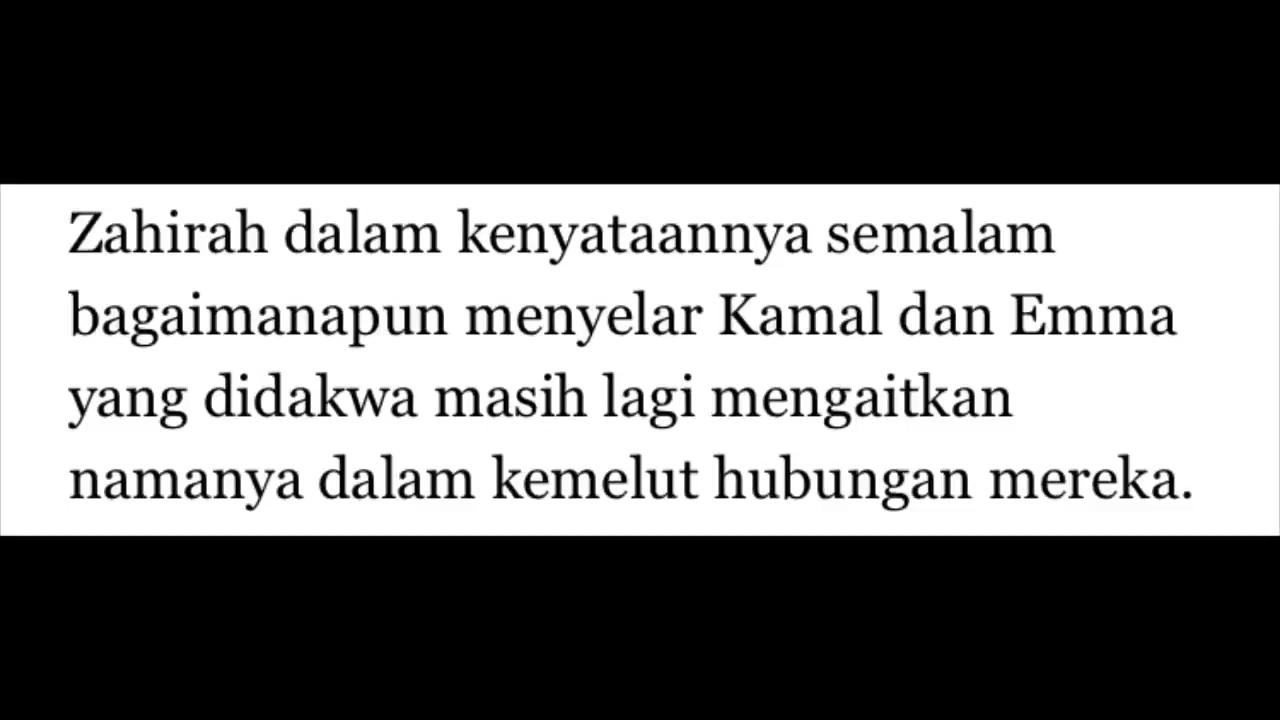 Zahirah dalam kenyataannya semalam
bagaimanapun menyelar Kamal dan Emma
yang didakwa masih lagi mengaitkan
namanya dalam kemelut hubungan mereka.